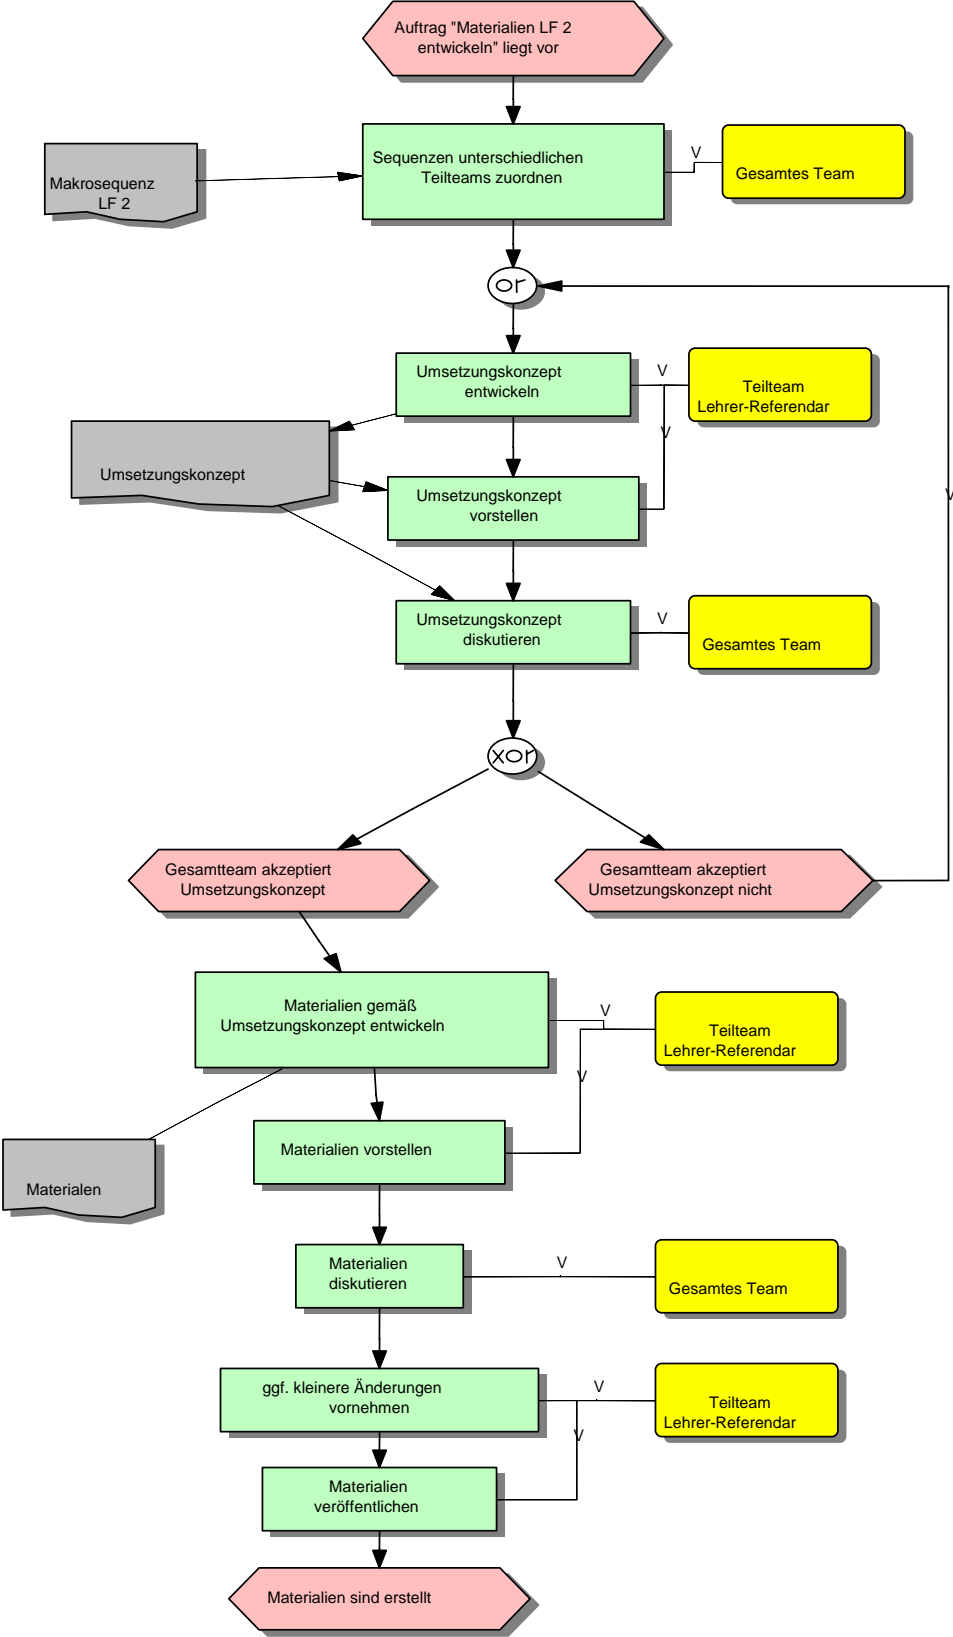 Auftrag "Materialien LF 2
entwickeln" liegt vor
Sequenzen unterschiedlichen
Teilteams zuordnen
V
Gesamtes Team
Makrosequenz
LF 2
or
Umsetzungskonzept
entwickeln
V
Teilteam
Lehrer-Referendar
V
Umsetzungskonzept
Umsetzungskonzept
vorstellen
V
Umsetzungskonzept
diskutieren
V
Gesamtes Team
xor
Gesamtteam akzeptiert
Umsetzungskonzept
Gesamtteam akzeptiert
Umsetzungskonzept nicht
Materialien gemäß
Umsetzungskonzept entwickeln
V
Teilteam
Lehrer-Referendar
V
Materialien vorstellen
Materialen
Materialien
diskutieren
V
Gesamtes Team
ggf. kleinere Änderungen
vornehmen
V
Teilteam
Lehrer-Referendar
V
Materialien
veröffentlichen
Materialien sind erstellt